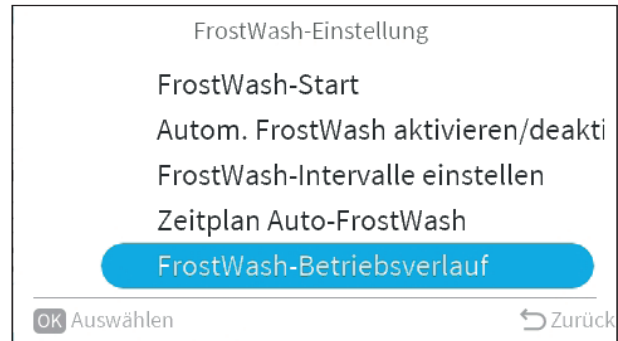 FrostWash-Einstellung
FrostWash-Start
Autom. FrostWash aktivieren/deakti
FrostWash-Intervalle einstellen
Zeitplan Auto-FrostWash
FrostWash-Betriebsverlauf
OK Auswählen Zurück